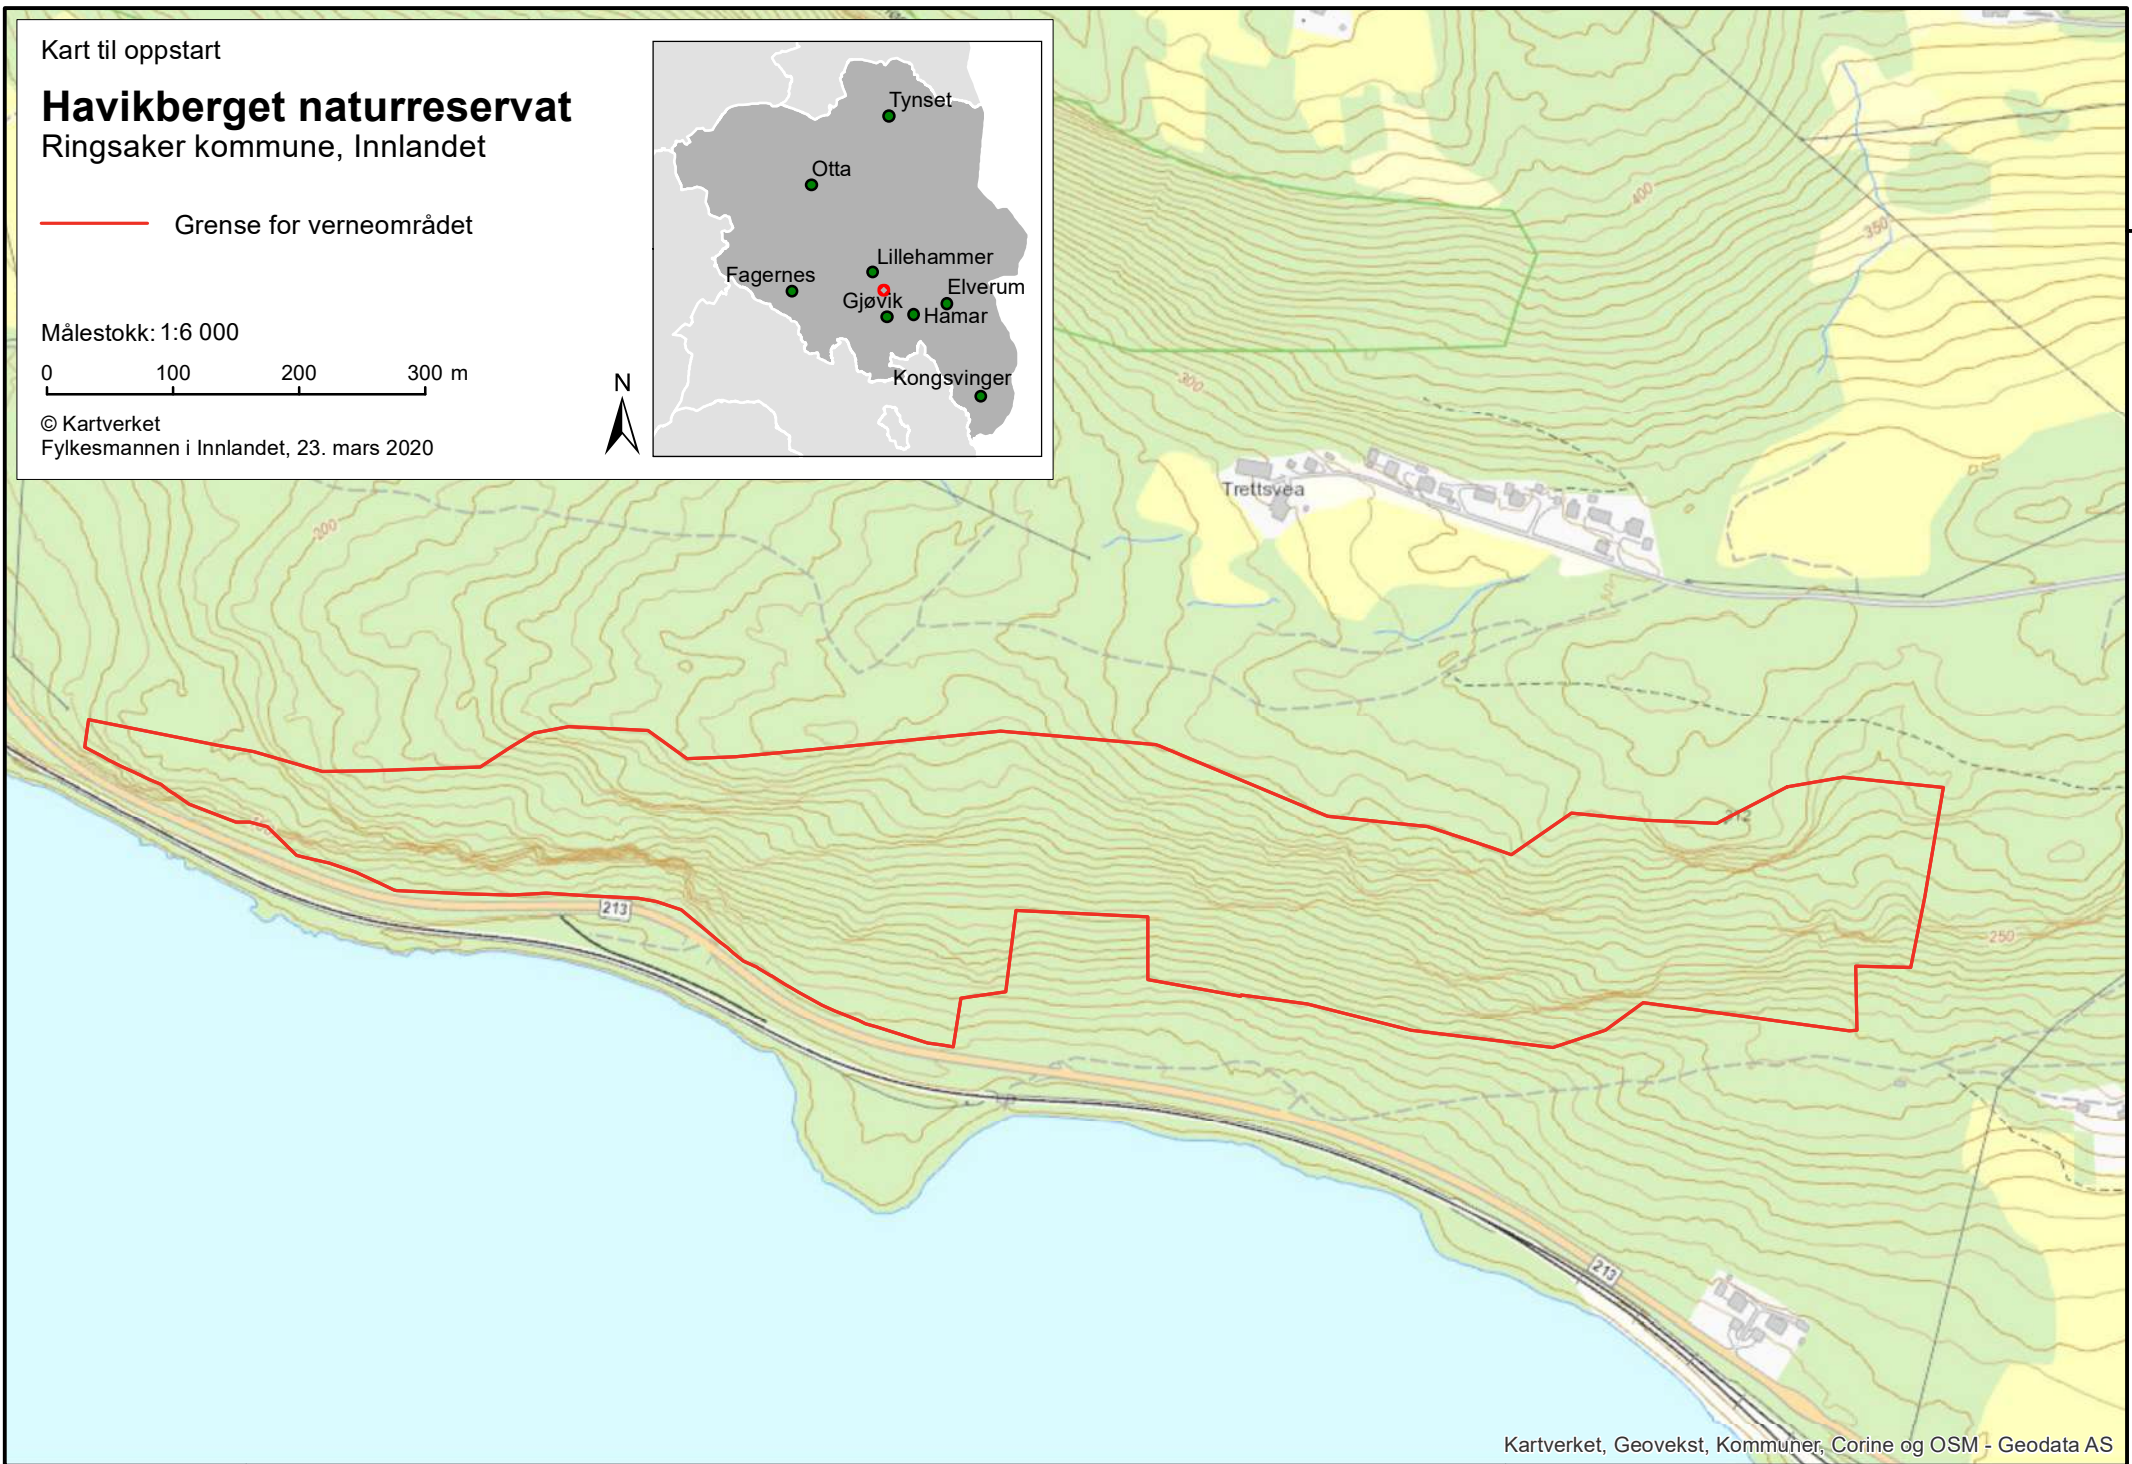 Kart til oppstart
Havikberget naturreservat
Ringsaker kommune, Innlandet
Grense for verneområdet
Målestokk: 1:6 000
0 100 200 300 m
© Kartverket
Fylkesmannen i Innlandet, 23. mars 2020
N
Tynset
Otta
Lillehammer
Fagernes
Elverum
Gjøvik
Hamar
Kongsvinger
400
350
300
Trettsvea
200
212
213
250
213
Kartverket, Geovekst, Kommuner, Corine og OSM - Geodata AS